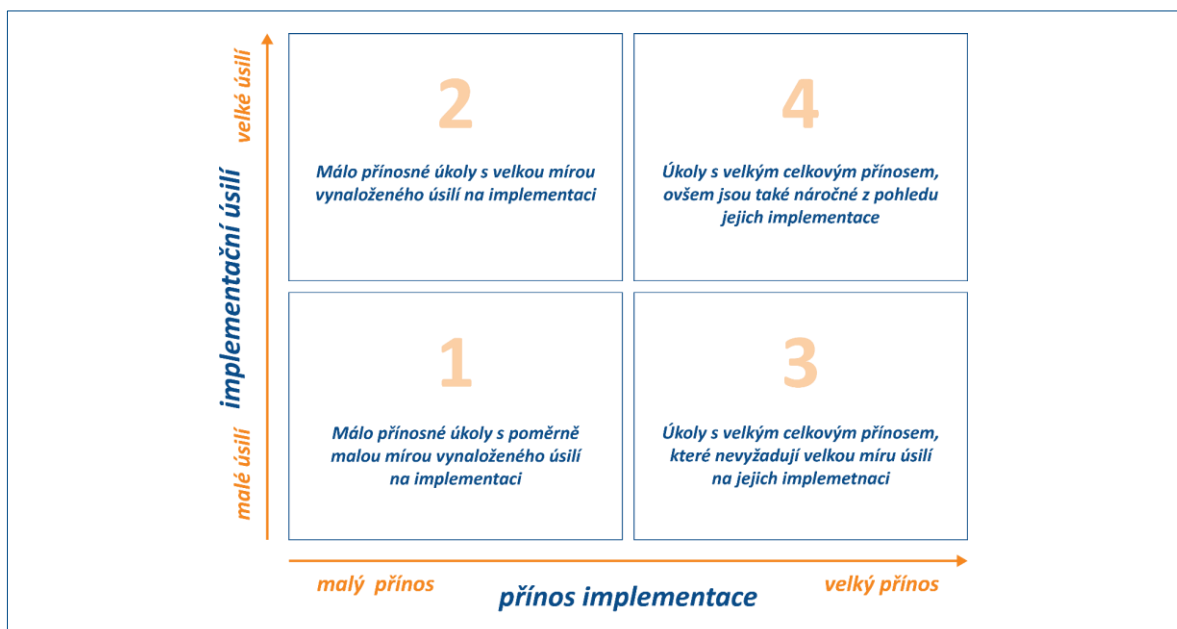 velké úsilí
implementační úsilí
malé úsilí
2
Málo přínosné úkoly s velkou mírou
vynaloženého úsilí na implementaci
4
Úkoly s velkým celkovým přínosem,
ovšem jsou také náročné z pohledu
jejich implementace
1
Málo přínosné úkoly s poměrně
malou mírou vynaloženého úsilí
na implementaci
3
Úkoly s velkým celkovým přínosem,
které nevyžadují velkou míru úsilí
na jejich implemetnaci
malý přínos
velký přínos
přínos implementace